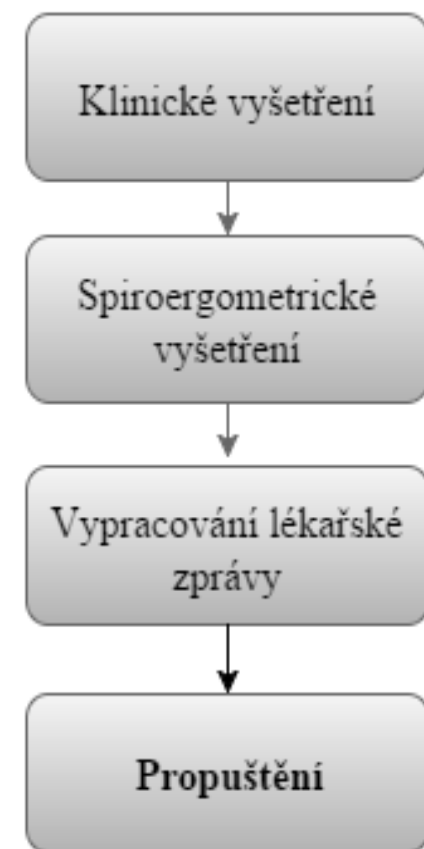 Klinické vyšetření
Spiroergometrické
vyšetření
Vypracování lékařské
zprávy
Propuštění